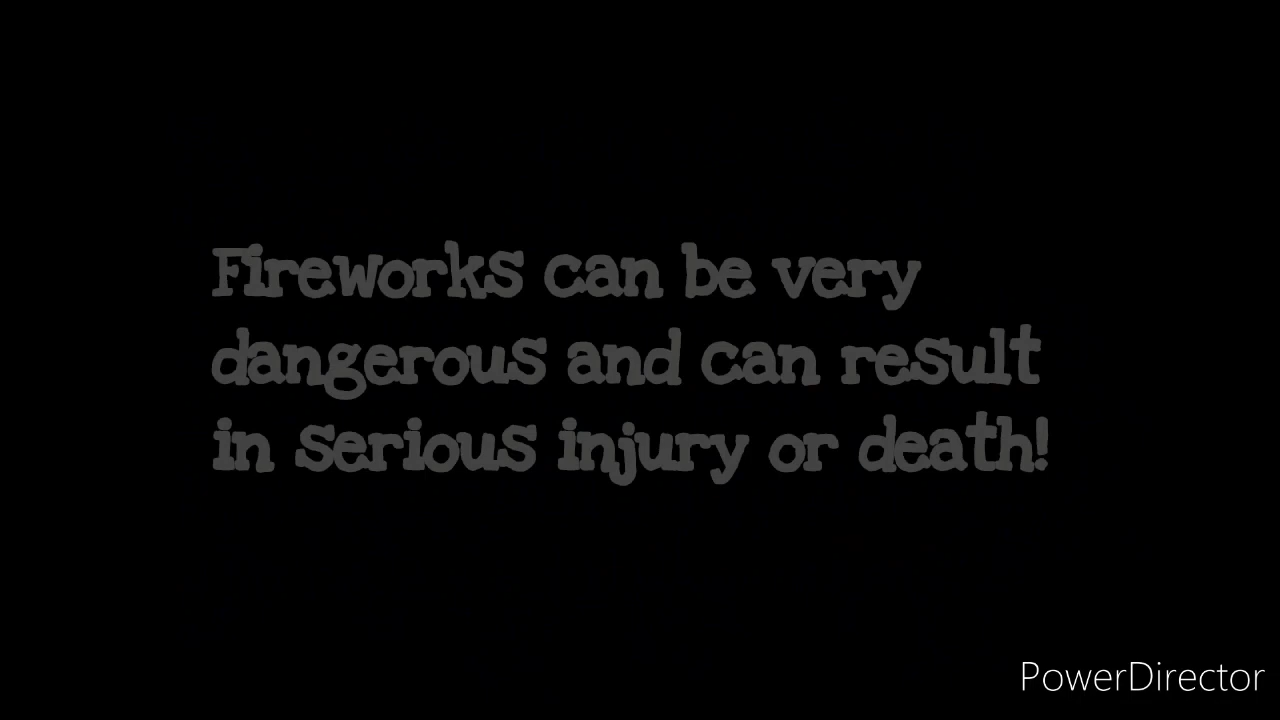 Fireworks can be very
dangerous and can result
in serious injury or death!
PowerDirector